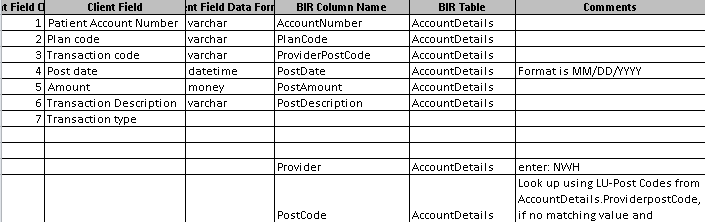 t Field O Client Field nt Field Data Forr BIR Column Name BIR Table Comments
1 Patient Account Number varchar AccountNumber AccountDetails
2 Plan code varchar PlanCode AccountDetails
3 Transaction code varchar ProviderPostCode AccountDetails
4 Post date datetime PostDate AccountDetails Format is MM/DD/YYYY
5 Amount money PostAmount AccountDetails
6 Transaction Description varchar PostDescription AccountDetails
7 Transaction type
Provider AccountDetails enter: NWH
Look up using LU-Post Codes from
AccountDetails.ProviderpostCode,
PostCode AccountDetails if no matching value and